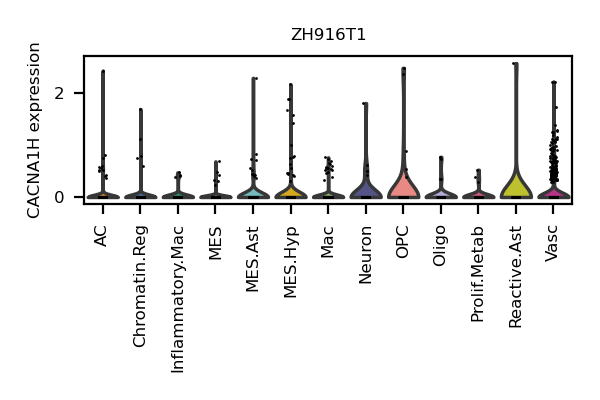 ZH916T1
CACNA1H expression
2
0
AC
Chromatin.Reg
Inflammatory.Mac
MES
MES.Ast
MES.Hyp
Mac
Neuron
OPC
Oligo
Prolif.Metab
Reactive.Ast
Vasc